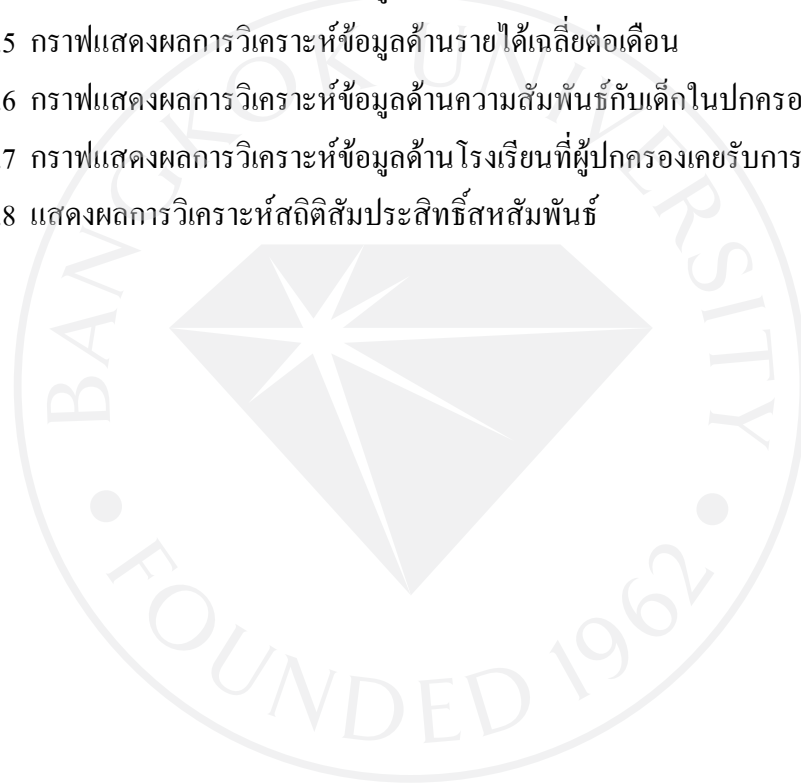 .5 กราฟแสดงผลการวิเคราะห์ข้อมูลด้านรายได้เฉลี่ยต่อเดือน
.6 กราฟแสดงผลการวิเคราะห์ข้อมูลด้านความสัมพันธ์กับเด็กในปกครอ
.7 กราฟแสดงผลการวิเคราะห์ข้อมูลด้านโรงเรียนที่ผู้ปกครองเคยรับการ
.8 แสดงผลการวิเคราะห์สถิติสัมประสิทธิ์สหสัมพันธ์
BANGKOK UNIVERSITY
FOUNDED 1962